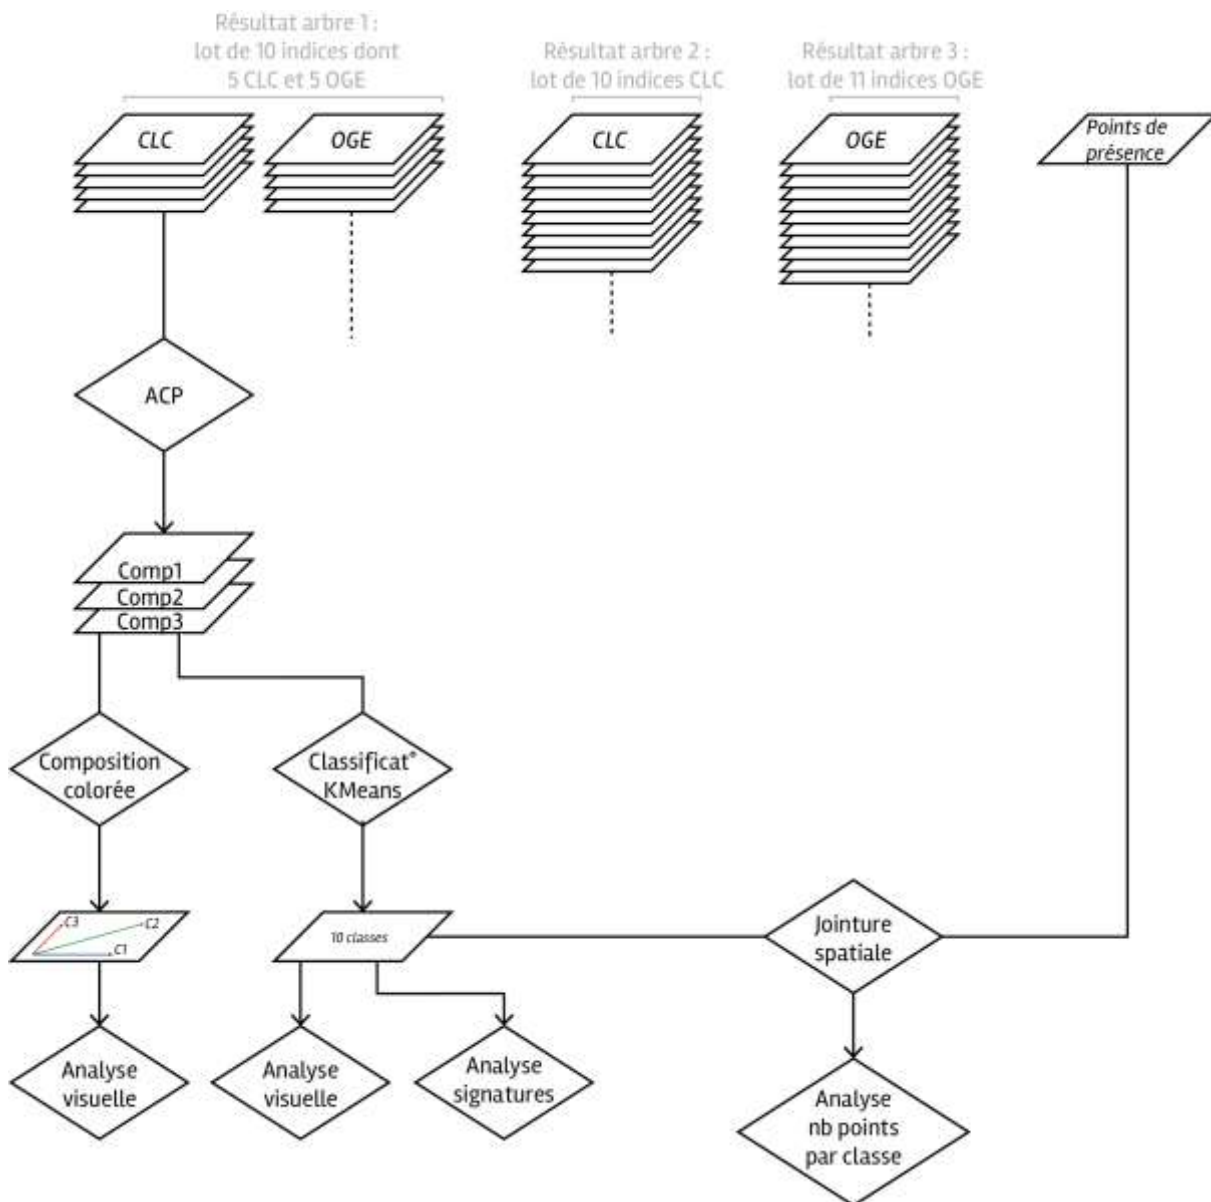 Résultat arbre 1 :
lot de 10 indices dont
5 CLC et 5 OGE
Résultat arbre 2 :
lot de 10 indices CLC
Résultat arbre 3 :
lot de 11 indices OGE
CLC
OGE
CLC
OGE
Points de
présence
ACP
Comp1
Comp2
Comp3
Composition
colorée
Classificat°
KMeans
C3
C2
C1
10 classes
Jointure
spatiale
Analyse
visuelle
Analyse
visuelle
Analyse
signatures
Analyse
nb points
par classe